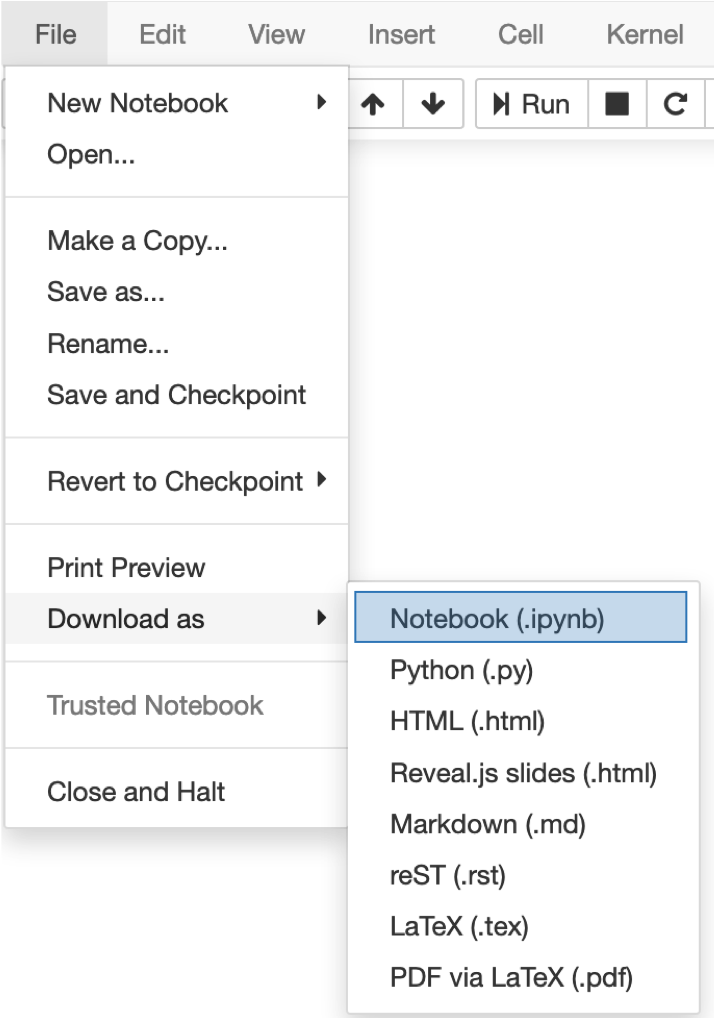 File Edit View Insert Cell Kernel
New Notebook
Run
Open...
Make a Copy...
Save as...
Rename...
Save and Checkpoint
Revert to Checkpoint
Print Preview
Download as
Notebook (.ipynb)
Python (.py)
HTML (.html)
Reveal.js slides (.html)
Markdown (.md)
reST (.rst)
LaTeX (.tex)
PDF via LaTeX (.pdf)
Trusted Notebook
Close and Halt